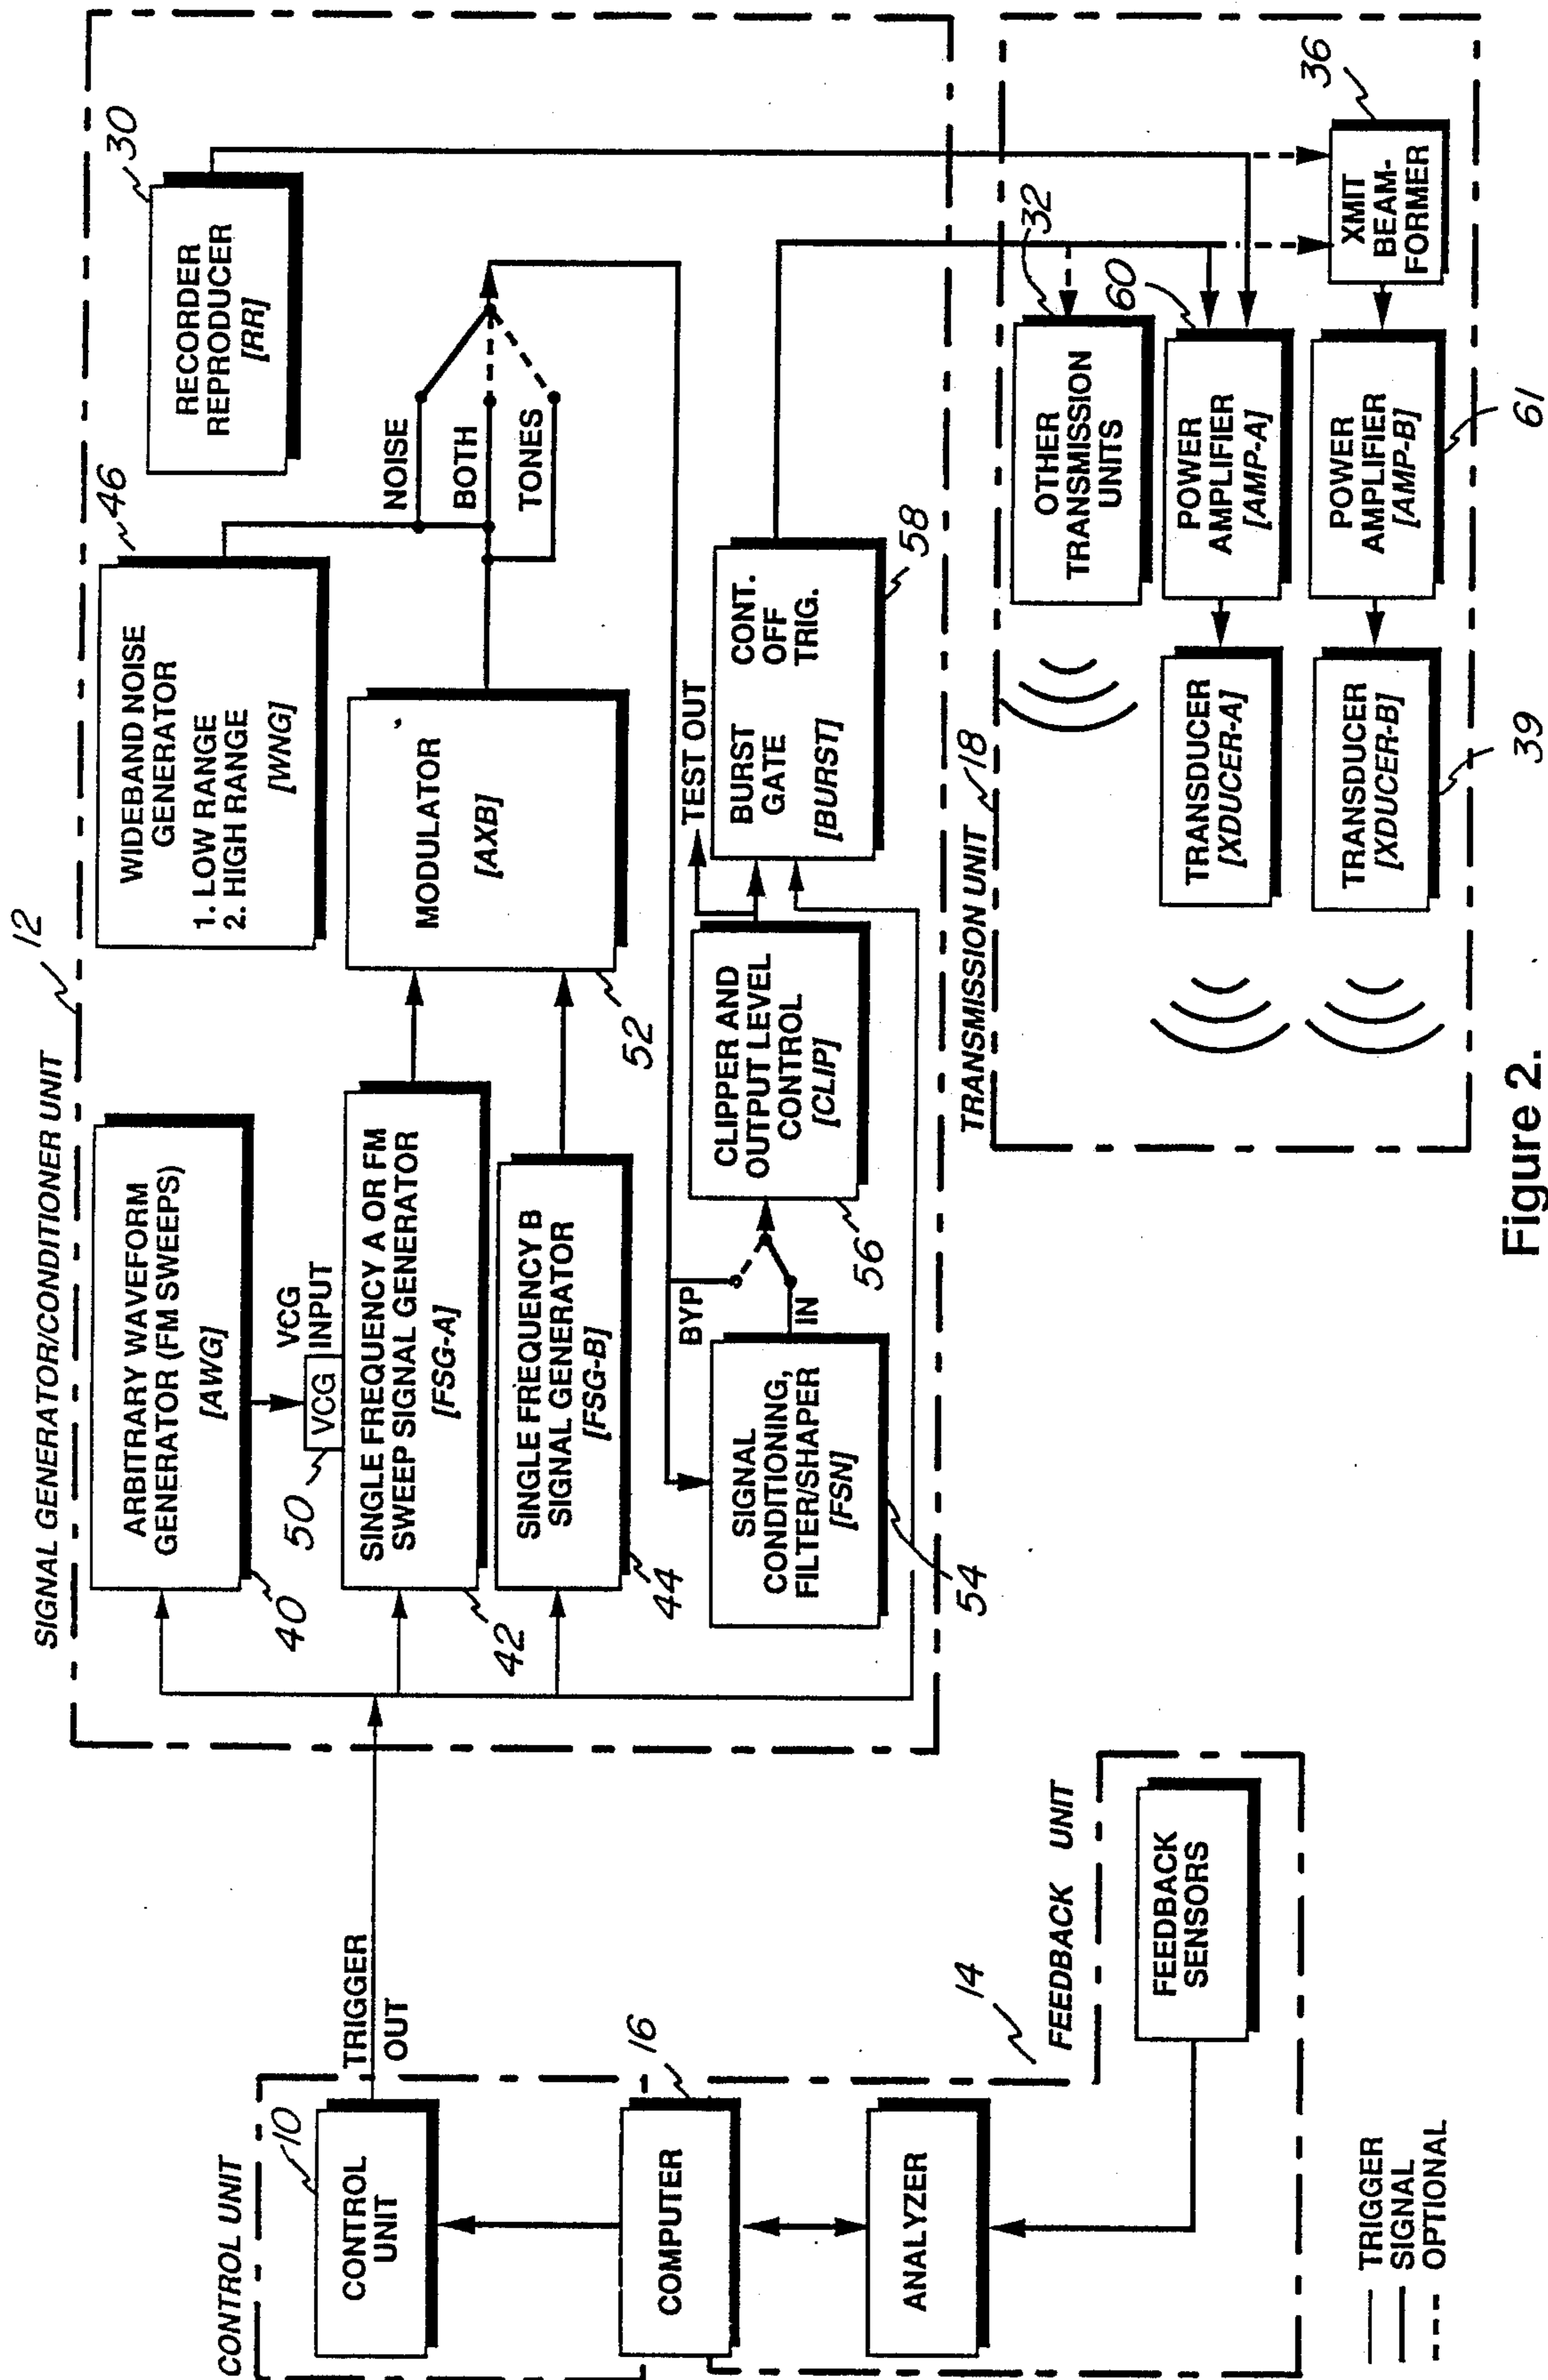 SIGNAL GENERATOR/CONDITIONER UNIT
12
ARBITRARY WAVEFORM
GENERATOR (FM SWEEPS)
[AWG]
40
VCG
INPUT
VCG
50
SINGLE FREQUENCY A OR FM
SWEEP SIGNAL GENERATOR
[FSG-A]
42
SINGLE FREQUENCY B
SIGNAL GENERATOR
[FSG-B]
44
WIDEBAND NOISE
GENERATOR
1. LOW RANGE
2. HIGH RANGE
[WNG]
46
MODULATOR
[AXB]
52
RECORDER
REPRODUCER
[RR]
30
NOISE
BOTH
TONES
BYP
IN
SIGNAL
CONDITIONING,
FILTER/SHAPER
[FSN]
54
CLIPPER AND
OUTPUT LEVEL
CONTROL
[CLIP]
56
TEST OUT
BURST
GATE
CONT.
OFF
TRIG.
[BURST]
58
CONTROL UNIT
10
CONTROL
UNIT
TRIGGER
OUT
COMPUTER
16
ANALYZER
14
FEEDBACK UNIT
FEEDBACK
SENSORS
TRANSMISSION UNIT
18
OTHER
TRANSMISSION
UNITS
32
POWER
AMPLIFIER
[AMP-A]
60
TRANSDUCER
[XDUCER-A]
XMIT
BEAM-
FORMER
36
POWER
AMPLIFIER
[AMP-B]
61
TRANSDUCER
[XDUCER-B]
39
TRIGGER
SIGNAL
OPTIONAL
Figure 2.